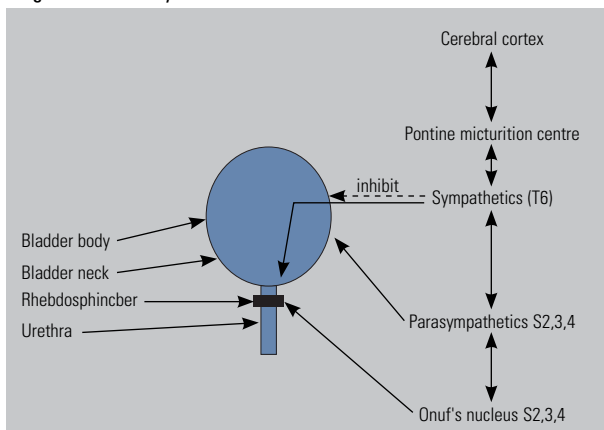 Cerebral cortex
Pontine micturition centre
inhibit
Sympathetics (T6)
Bladder body
Bladder neck
Rhebdosphincber
Urethra
Parasympathetics S2,3,4
Onuf's nucleus S2,3,4